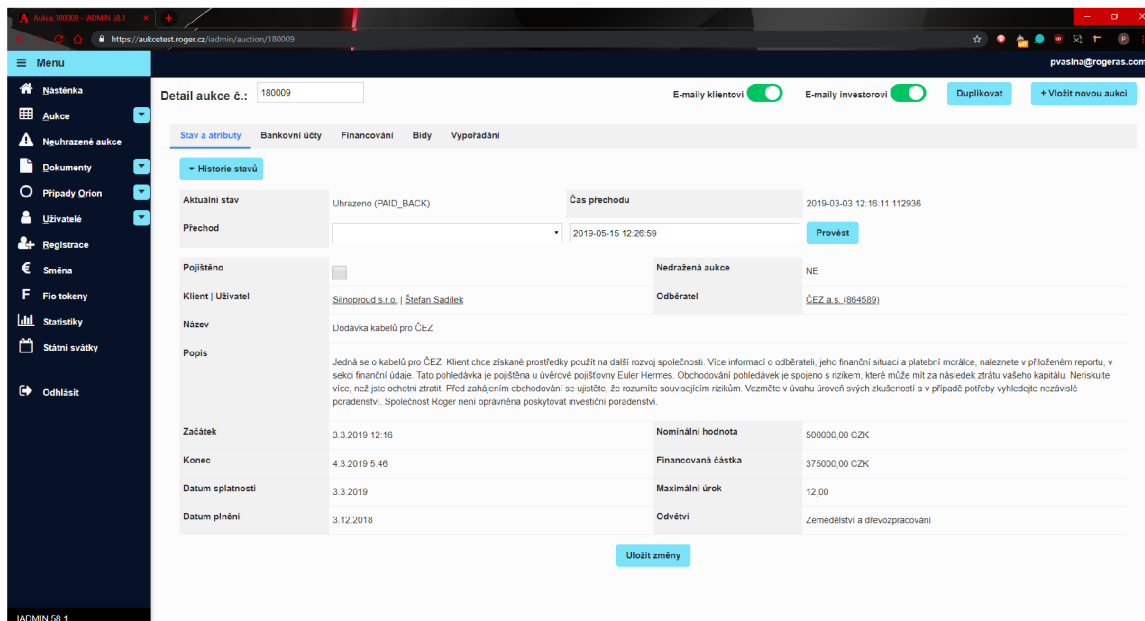 Aukce 180009 - iADMIN 58.1
https://aukcetest.roger.cz/iadmin/auction/180009
Menu
pvasina@rogeras.com
Nástěnka
Aukce
Neuhrazené aukce
Dokumenty
Případy Orion
Uživatelé
Registrace
Směna
Fio tokeny
Statistiky
Státní svátky
Odhlásit
IADMIN 58.1
Detail aukce č.: 180009
E-maily klientovi
E-maily investorovi
Duplikovat
+ Vložit novou aukci
Stav a atributy Bankovní účty Financování Bidy Vypořádání
Historie stavů
Aktuální stav Uhrazeno (PAID_BACK) Čas přechodu 2019-03-03 12:16:11 112936
Přechod 2019-05-15 12:26:59 Provést
Pojištěno Nedražená aukce NE
Klient | Uživatel Silnoproud s.r.o. | Štefan Sadílek Odběratel ČEZ a.s. (864589)
Název Dodávka kabelů pro ČEZ
Popis
Jedná se o kabelů pro ČEZ. Klient chce získané prostředky použít na další rozvoj společnosti. Více informací o odběrateli, jeho finanční situaci a platební morálce, naleznete v přiloženém reportu, v
sekci finanční údaje. Tato pohledávka je pojištěna u úvěrové pojišťovny Euler Hermes. Obchodování pohledávek je spojeno s rizikem, které může mít za následek ztrátu vašeho kapitálu. Neriskujte
více, než jste ochotni ztratit. Před zahájením obchodování se ujistěte, že rozumíte souvisejícím rizikům. Vezměte v úvahu úroveň svých zkušeností a v případě potřeby vyhledejte nezávislé
poradenství. Společnost Roger není oprávněna poskytovat investiční poradenství.
Začátek 3.3.2019 12:16 Nominální hodnota 500000,00 CZK
Konec 4.3.2019 5:46 Financovaná částka 375000,00 CZK
Datum splatnosti 3.3.2019 Maximální úrok 12,00
Datum plnění 3.12.2018 Odvětví Zemědělství a dřevozpracování
Uložit změny